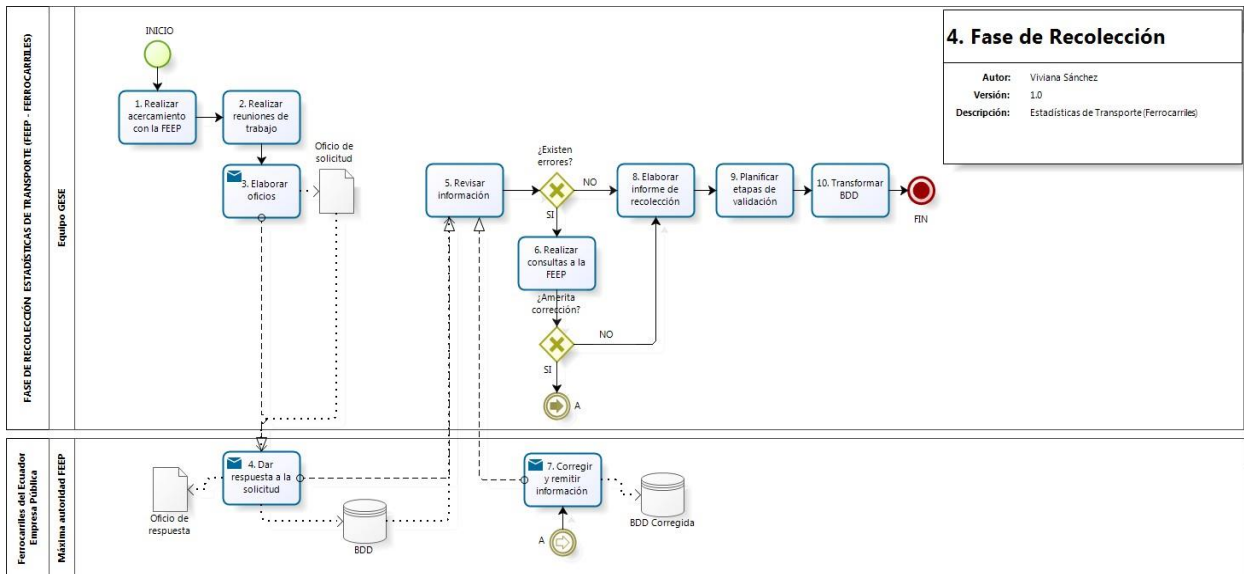 FASE DE RECOLECCIÓN ESTADÍSTICAS DE TRANSPORTE (FEEP - FERROCARRILES)
Equipo GESE
INICIO
1. Realizar
acercamiento
con la FEEP
2. Realizar
reuniones de
trabajo
3. Elaborar
oficios
Oficio de
solicitud
5. Revisar
información
¿Existen
errores?
NO
SI
6. Realizar
consultas a la
FEEP
¿Amerita
corrección?
NO
SI
A
8. Elaborar
informe de
recolección
9. Planificar
etapas de
validación
10. Transformar
BDD
FIN
4. Fase de Recolección
Autor: Viviana Sánchez
Versión: 1.0
Descripción: Estadísticas de Transporte (Ferrocarriles)
Ferrocarriles del Ecuador
Empresa Pública
Máxima autoridad FEEP
Oficio de
respuesta
4. Dar
respuesta a la
solicitud
BDD
7. Corregir
y remitir
información
A
BDD Corregida